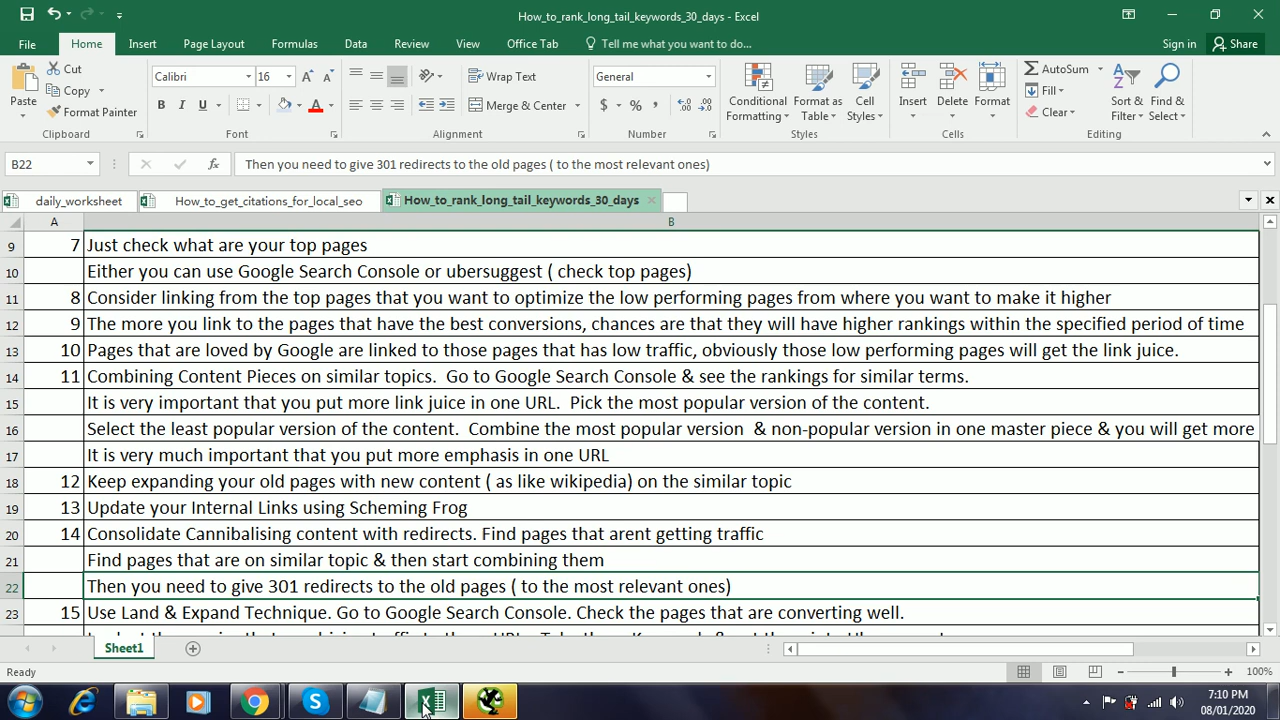 How_to_rank_long_tail_keywords_30_days - Excel
File Home Insert Page Layout Formulas Data Review View Office Tab Tell me what you want to do... Sign in Share
Paste
Cut
Copy
Format Painter
Clipboard
Calibri 16
B I U
Font
Wrap Text
Merge & Center
Alignment
General
$ % ,
Number
Conditional Formatting
Format as Table
Cell Styles
Styles
Insert
Delete
Format
Cells
AutoSum
Fill
Clear
Sort & Filter
Find & Select
Editing
B22 fx Then you need to give 301 redirects to the old pages ( to the most relevant ones)
daily_worksheet How_to_get_citations_for_local_seo How_to_rank_long_tail_keywords_30_days
A B
9 7 Just check what are your top pages
10 Either you can use Google Search Console or ubersuggest ( check top pages)
11 8 Consider linking from the top pages that you want to optimize the low performing pages from where you want to make it higher
12 9 The more you link to the pages that have the best conversions, chances are that they will have higher rankings within the specified period of time
13 10 Pages that are loved by Google are linked to those pages that has low traffic, obviously those low performing pages will get the link juice.
14 11 Combining Content Pieces on similar topics.  Go to Google Search Console & see the rankings for similar terms.
15 It is very important that you put more link juice in one URL.  Pick the most popular version of the content.
16 Select the least popular version of the content.  Combine the most popular version  & non-popular version in one master piece & you will get more
17 It is very much important that you put more emphasis in one URL
18 12 Keep expanding your old pages with new content ( as like wikipedia) on the similar topic
19 13 Update your Internal Links using Scheming Frog
20 14 Consolidate Cannibalising content with redirects. Find pages that arent getting traffic
21 Find pages that are on similar topic & then start combining them
22 Then you need to give 301 redirects to the old pages ( to the most relevant ones)
23 15 Use Land & Expand Technique. Go to Google Search Console. Check the pages that are converting well.
Sheet1
Ready 100%
7:10 PM
08/01/2020